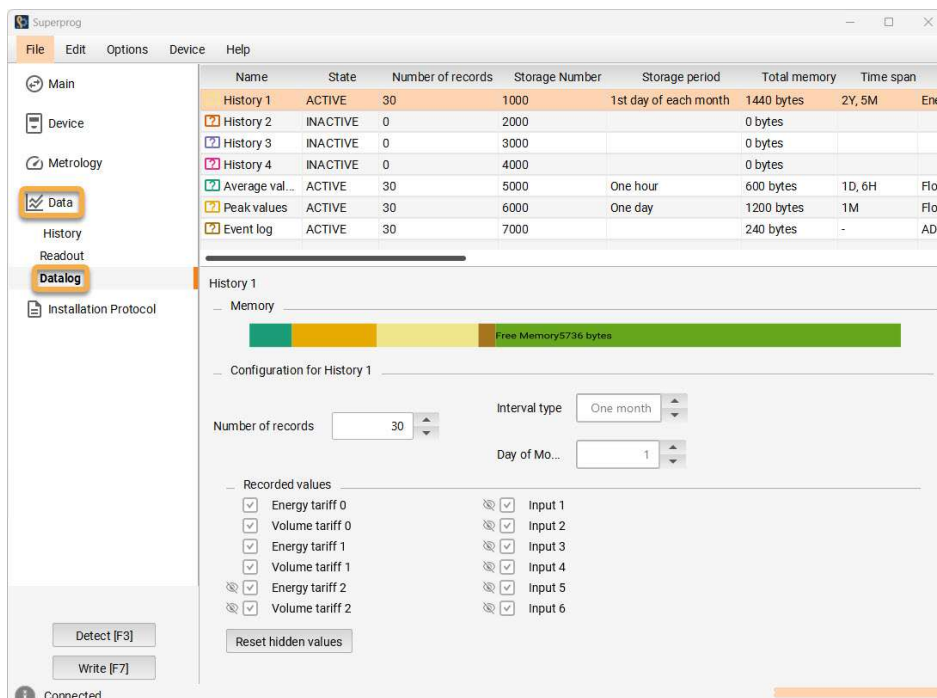 Superprog
File Edit Options Device Help
Main
Device
Metrology
Data
History
Readout
Datalog
Installation Protocol
Detect [F3]
Write [F7]
Connected
Name State Number of records Storage Number Storage period Total memory Time span
History 1 ACTIVE 30 1000 1st day of each month 1440 bytes 2Y, 5M Ene
? History 2 INACTIVE 0 2000 0 bytes
? History 3 INACTIVE 0 3000 0 bytes
? History 4 INACTIVE 0 4000 0 bytes
? Average val... ACTIVE 30 5000 One hour 600 bytes 1D, 6H Flo
? Peak values ACTIVE 30 6000 One day 1200 bytes 1M Flo
? Event log ACTIVE 30 7000 240 bytes - AD
History 1
Memory
Free Memory5736 bytes
Configuration for History 1
Number of records 30
Interval type One month
Day of Mo... 1
Recorded values
Energy tariff 0 Input 1
Volume tariff 0 Input 2
Energy tariff 1 Input 3
Volume tariff 1 Input 4
Energy tariff 2 Input 5
Volume tariff 2 Input 6
Reset hidden values